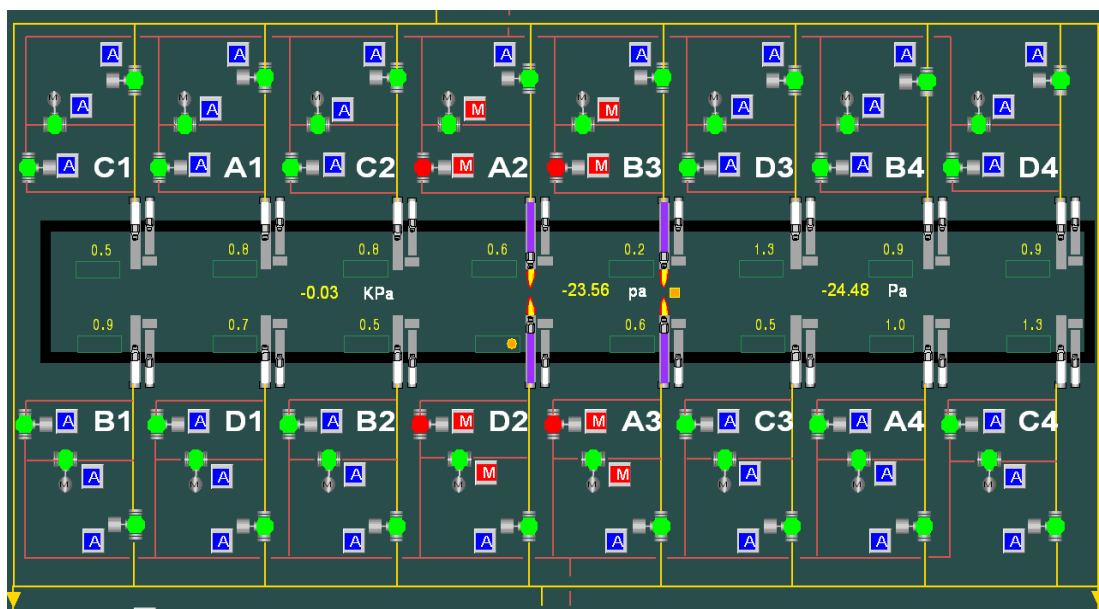 A A A A A A A A
M A M A M A M M M M M A M A M A
A C1 A A1 A C2 M A2 M B3 A D3 A B4 A D4
0.5 0.8 0.8 0.6 0.2 1.3 0.9 0.9
-0.03 KPa -23.56 pa -24.48 Pa
0.9 0.7 0.5 0.6 0.5 1.0 1.3
A B1 A D1 A B2 M D2 M A3 A C3 A A4 A C4
M A M A M A M M M M M A M A M A
A A A A A A A A